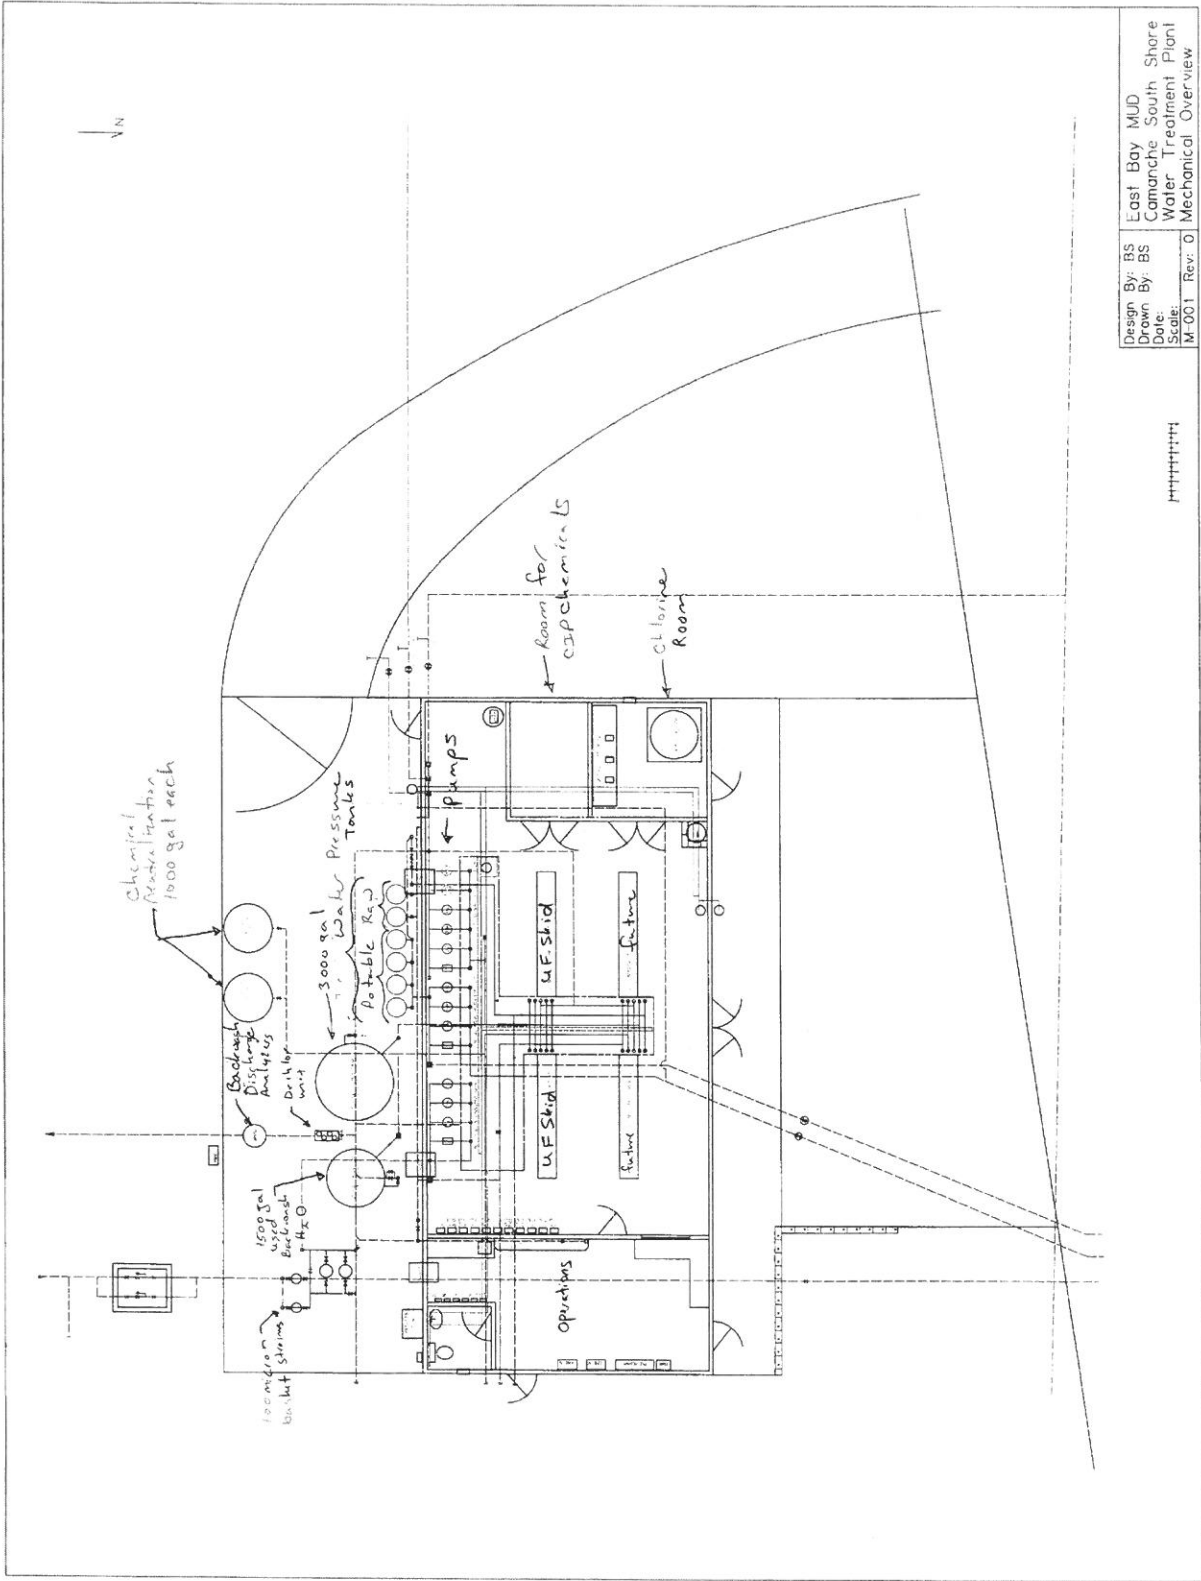 N
Chemical
Neutralization
1000 gal each
3000 gal
Water Pressure
Tanks
Potable Raw
Backwash
Discharge
Analyzers
Dechlor
unit
1500 gal
used
Backwash
H2O
100 micron
basket
Pumps
Room for
CIP Chemicals
Chlorine
Room
UF Skid
UF. Skid
future
future
Operations
Design By: BS
Drawn By: BS
Date:
Scale:
M-001 Rev: 0
East Bay MUD
Camanche South Shore
Water Treatment Plant
Mechanical Overview